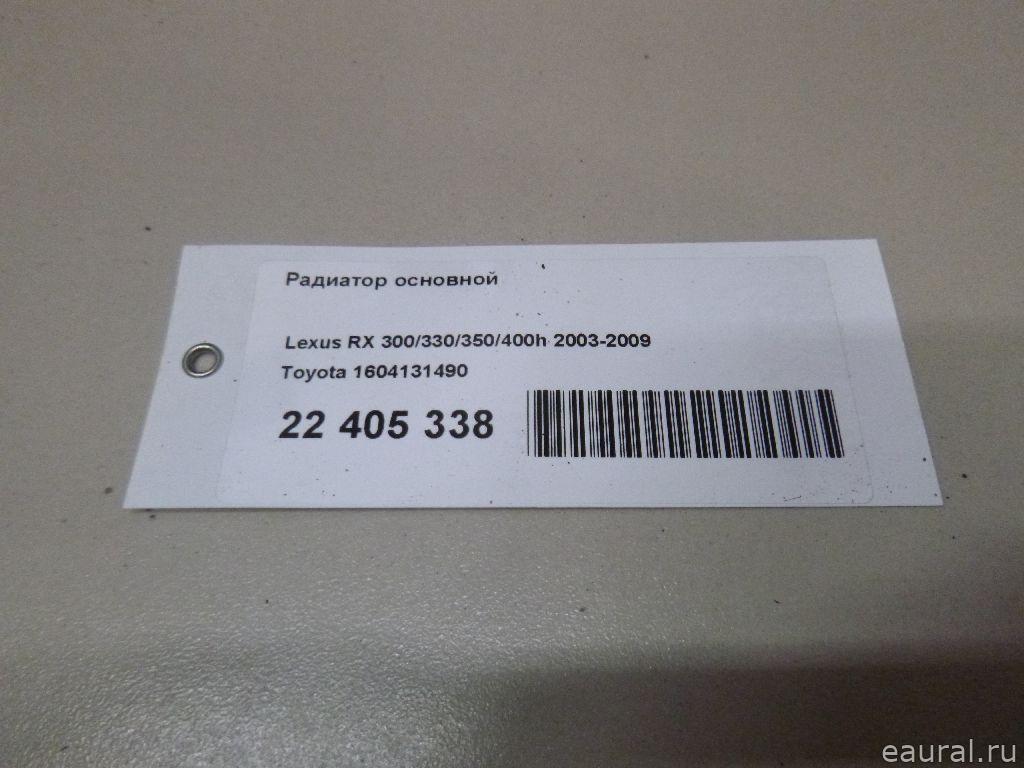 Радиатор основной
Lexus RX 300/330/350/400h 2003-2009
Toyota 1604131490
22 405 338
eaural.ru